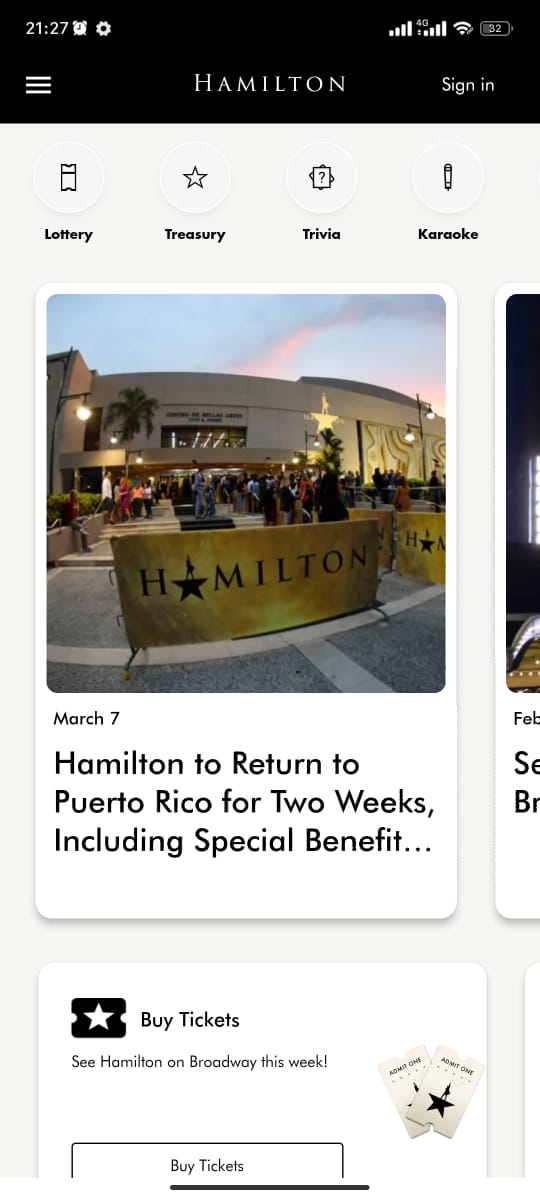 21:27
4G
32
HAMILTON
Sign in
Lottery
Treasury
Trivia
Karaoke
CENTRO DE BELLAS ARTES
HAMILTON
March 7
Hamilton to Return to
Puerto Rico for Two Weeks,
Including Special Benefit...
Feb
Se
Br
Buy Tickets
See Hamilton on Broadway this week!
ADMIT ONE
ADMIT ONE
Buy Tickets